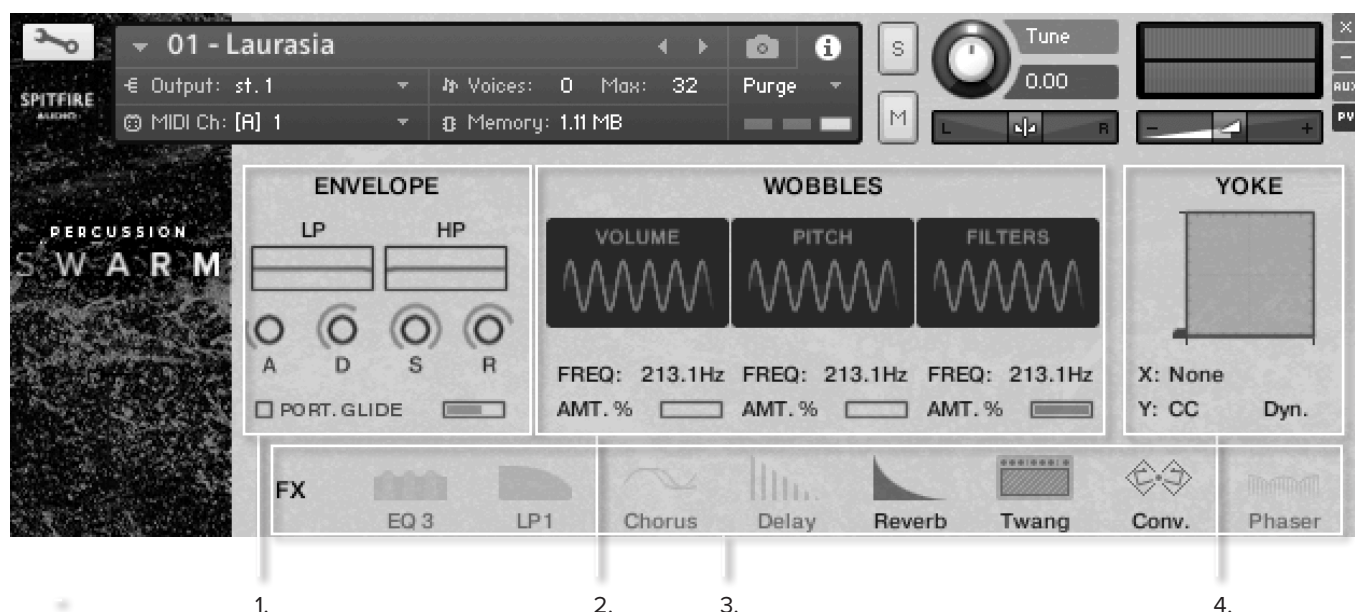 01 - Laurasia
S
Tune
×
SPITFIRE
AUDIO
Output: st. 1
Voices: 0 Max: 32
Purge
0.00
AUX
MIDI Ch: [A] 1
Memory: 1.11 MB
M
L R
- +
PV
PERCUSSION
SWARM
ENVELOPE
LP HP
A D S R
PORT. GLIDE
WOBBLES
VOLUME PITCH FILTERS
FREQ: 213.1Hz FREQ: 213.1Hz FREQ: 213.1Hz
AMT. % AMT. % AMT. %
YOKE
X: None
Y: CC Dyn.
FX
EQ 3 LP1 Chorus Delay Reverb Twang Conv. Phaser
1. 2. 3. 4.